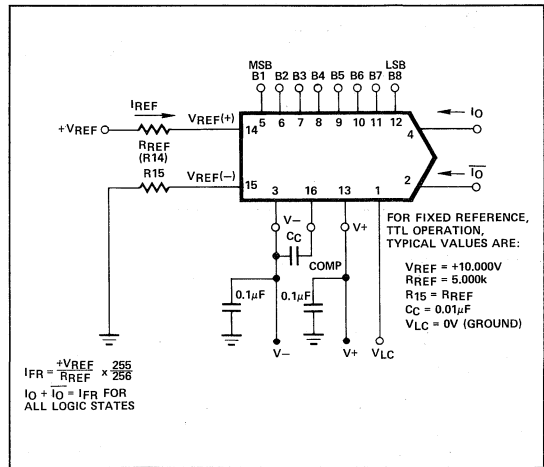 MSB LSB
B1 B2 B3 B4 B5 B6 B7 B8
IREF
+VREF
VREF(+)
RREF
(R14)
14
5 6 7 8 9 10 11 12
4
IO
R15
VREF(–)
15
2
IO
3 16 13 1
V–
CC
COMP
V+
0.1μF
0.1μF
V–
V+
VLC
FOR FIXED REFERENCE,
TTL OPERATION,
TYPICAL VALUES ARE:
VREF = +10.000V
RREF = 5.000k
R15 = RREF
CC = 0.01μF
VLC = 0V (GROUND)
IFR = +VREF / RREF x 255 / 256
IO + IO = IFR FOR
ALL LOGIC STATES